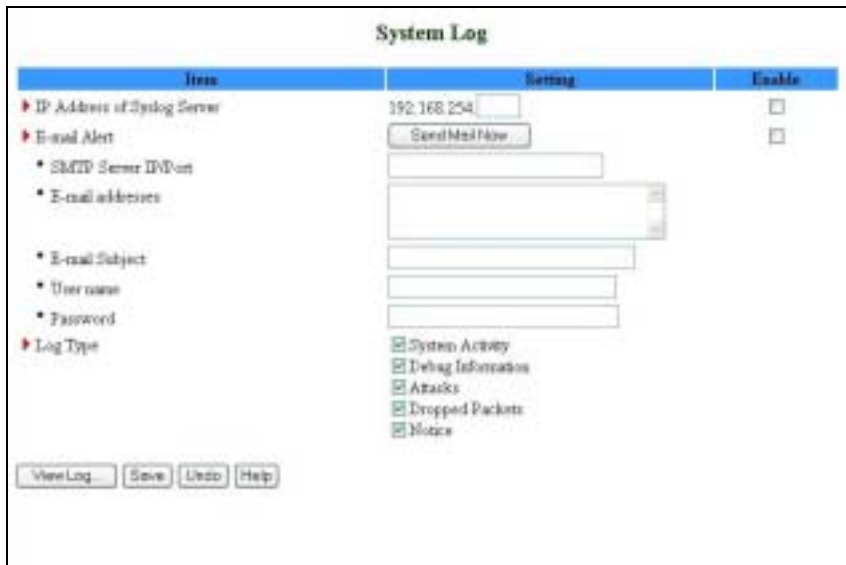 System Log
Item Setting Enable
IP Address of Syslog Server 192.168.254.
E-mail Alert Send Mail Now
• SMTP Server IP/Port
• E-mail addresses
• E-mail Subject
• User name
• Password
Log Type System Activity
Debug Information
Attacks
Dropped Packets
Notice
View Log... Save Undo Help